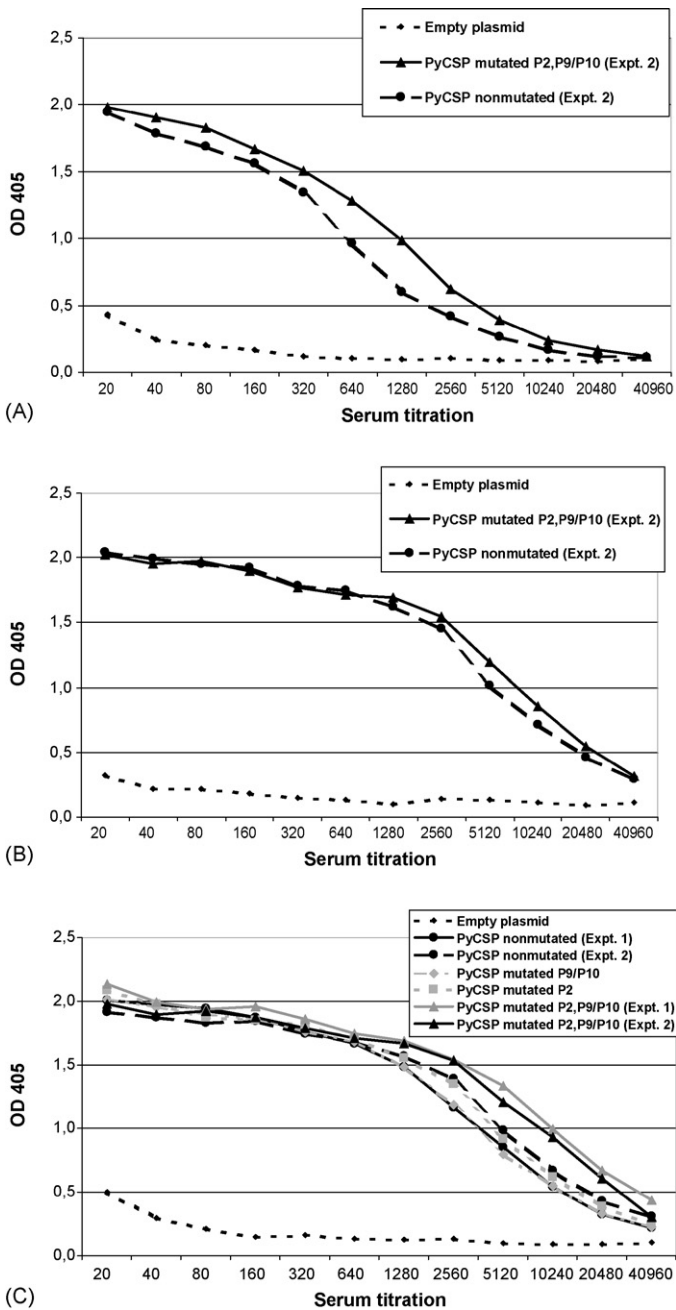 Empty plasmid
PyCSP mutated P2,P9/P10 (Expt. 2)
PyCSP nonmutated (Expt. 2)
2,5
2,0
1,5
1,0
0,5
0,0
OD 405
20 40 80 160 320 640 1280 2560 5120 10240 20480 40960
Serum titration
(A)
Empty plasmid
PyCSP mutated P2,P9/P10 (Expt. 2)
PyCSP nonmutated (Expt. 2)
2,5
2,0
1,5
1,0
0,5
0,0
OD 405
20 40 80 160 320 640 1280 2560 5120 10240 20480 40960
Serum titration
(B)
Empty plasmid
PyCSP nonmutated (Expt. 1)
PyCSP nonmutated (Expt. 2)
PyCSP mutated P9/P10
PyCSP mutated P2
PyCSP mutated P2,P9/P10 (Expt. 1)
PyCSP mutated P2,P9/P10 (Expt. 2)
2,5
2,0
1,5
1,0
0,5
0,0
OD 405
20 40 80 160 320 640 1280 2560 5120 10240 20480 40960
Serum titration
(C)